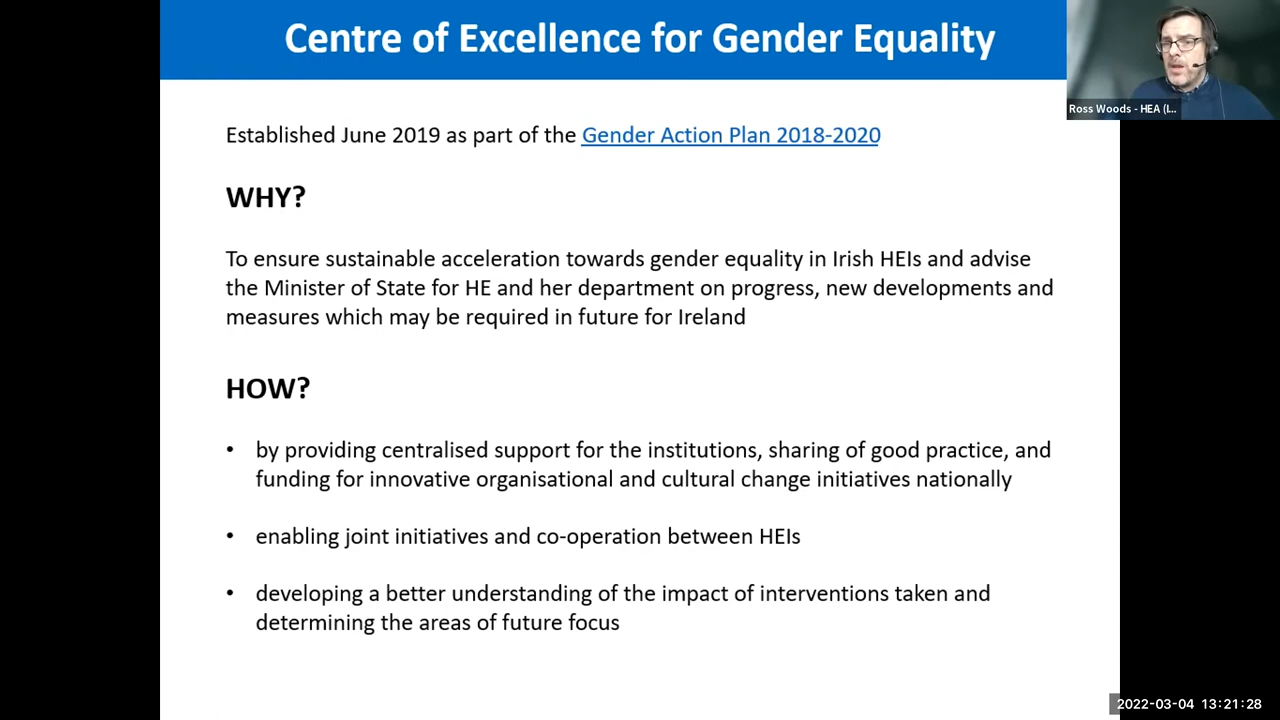 Centre of Excellence for Gender Equality
Ross Woods - HEA (I...
Established June 2019 as part of the Gender Action Plan 2018-2020
WHY?
To ensure sustainable acceleration towards gender equality in Irish HEIs and advise
the Minister of State for HE and her department on progress, new developments and
measures which may be required in future for Ireland
HOW?
• by providing centralised support for the institutions, sharing of good practice, and
funding for innovative organisational and cultural change initiatives nationally
• enabling joint initiatives and co-operation between HEIs
• developing a better understanding of the impact of interventions taken and
determining the areas of future focus
2022-03-04 13:21:28